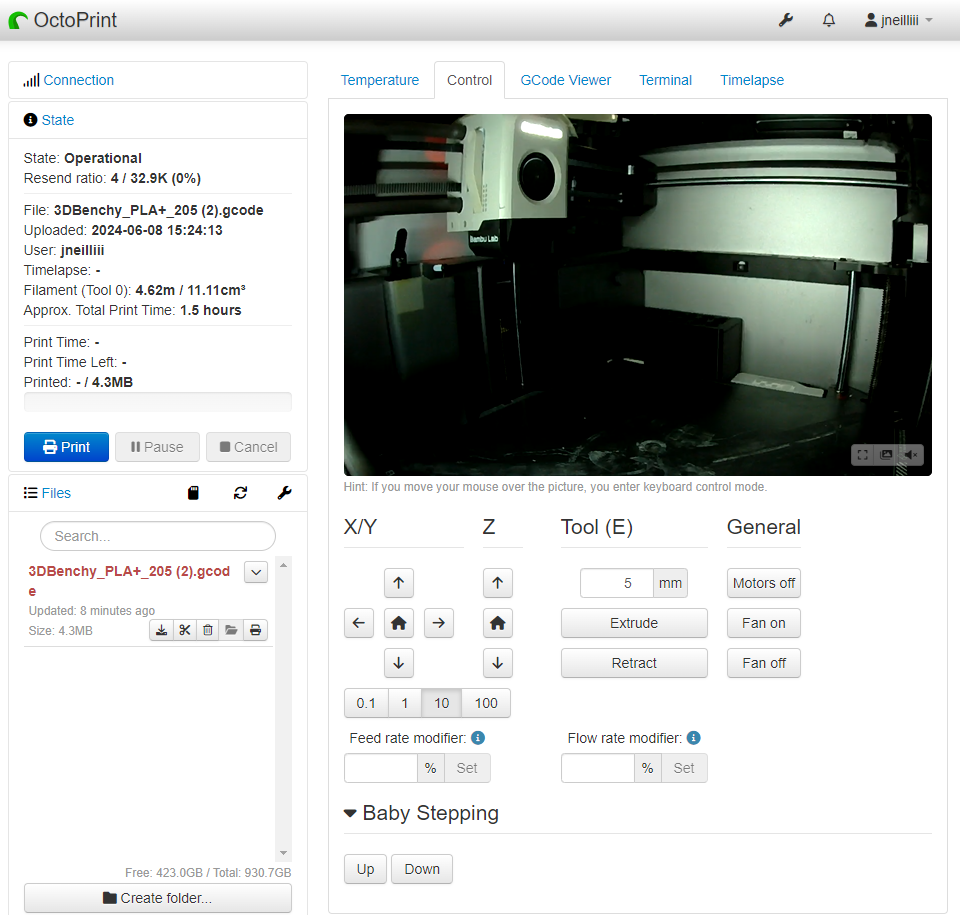 OctoPrint
jneilliii
Connection
State
State: Operational
Resend ratio: 4 / 32.9K (0%)
File: 3DBenchy_PLA+_205 (2).gcode
Uploaded: 2024-06-08 15:24:13
User: jneilliii
Timelapse: -
Filament (Tool 0): 4.62m / 11.11cm³
Approx. Total Print Time: 1.5 hours
Print Time: -
Print Time Left: -
Printed: - / 4.3MB
Print
Pause
Cancel
Files
Search...
3DBenchy_PLA+_205 (2).gcod
e
Updated: 8 minutes ago
Size: 4.3MB
Free: 423.0GB / Total: 930.7GB
Create folder...
Temperature
Control
GCode Viewer
Terminal
Timelapse
Bambu Lab
Hint: If you move your mouse over the picture, you enter keyboard control mode.
X/Y
Z
Tool (E)
General
5 mm
Motors off
Extrude
Fan on
Retract
Fan off
0.1 1 10 100
Feed rate modifier:
% Set
Flow rate modifier:
% Set
Baby Stepping
Up
Down